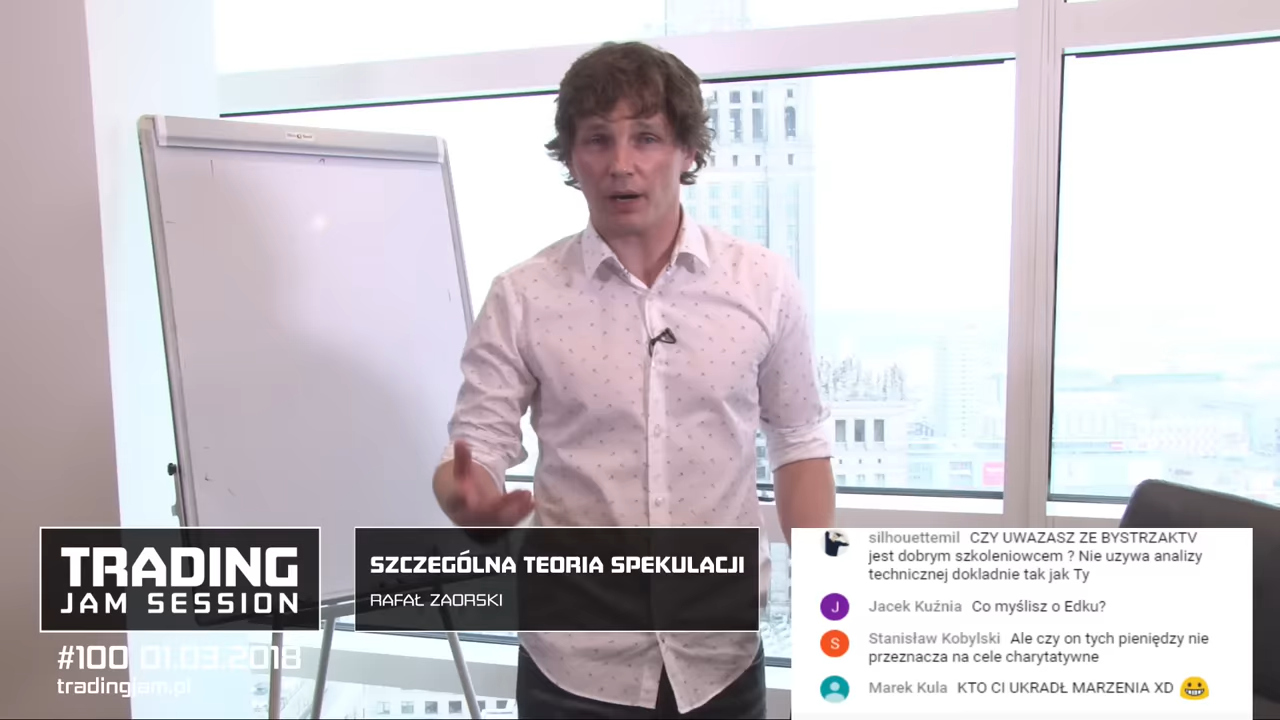 TRADING
JAM SESSION
#100 01.03.2018
tradingjam.pl
SZCZEGÓLNA TEORIA SPEKULACJI
RAFAŁ ZAORSKI
silhouettemil CZY UWAZASZ ZE BYSTRZAKTV
jest dobrym szkoleniowcem ? Nie uzywa analizy
technicznej dokladnie tak jak Ty
J
Jacek Kuźnia Co myślisz o Edku?
S
Stanisław Kobylski Ale czy on tych pieniędzy nie
przeznacza na cele charytatywne
Marek Kula KTO CI UKRADŁ MARZENIA XD 😀